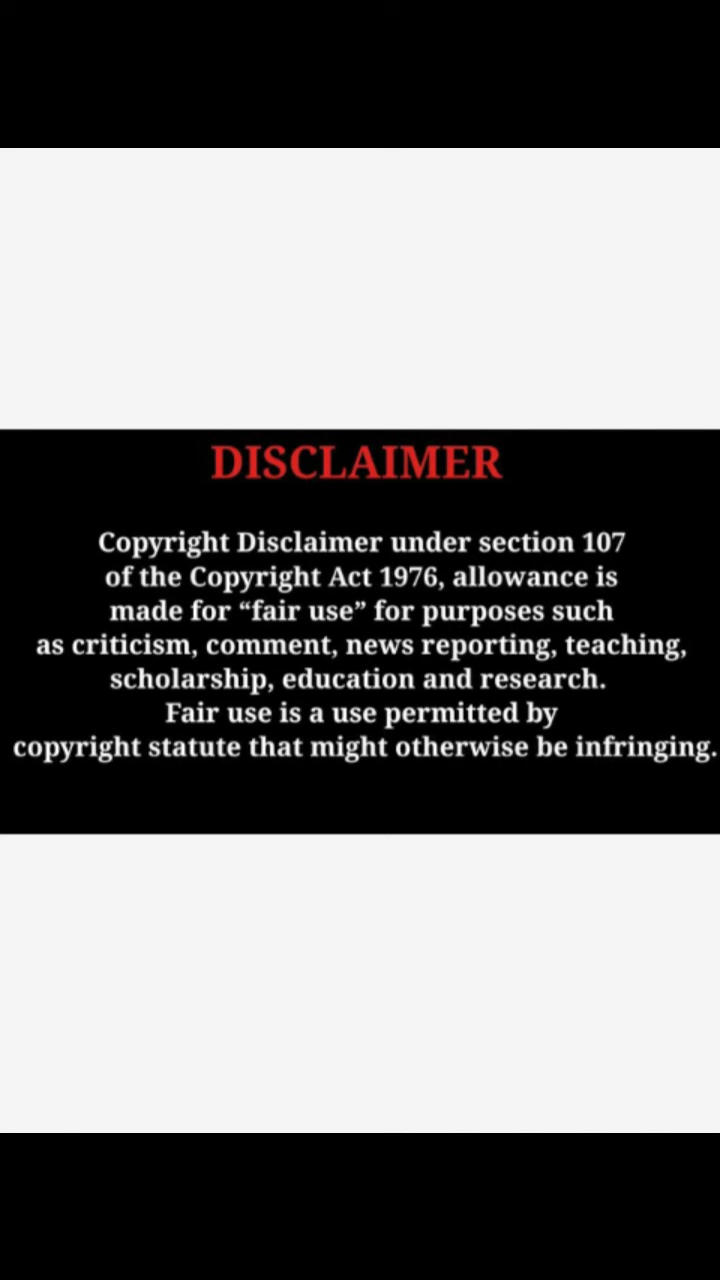 DISCLAIMER
Copyright Disclaimer under section 107
of the Copyright Act 1976, allowance is
made for “fair use” for purposes such
as criticism, comment, news reporting, teaching,
scholarship, education and research.
Fair use is a use permitted by
copyright statute that might otherwise be infringing.